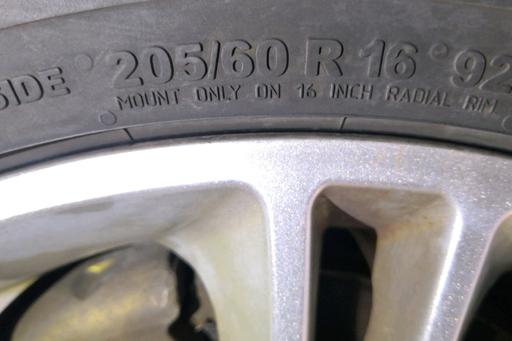 SIDE 205/60 R 16 92
MOUNT ONLY ON 16 INCH RADIAL RIM